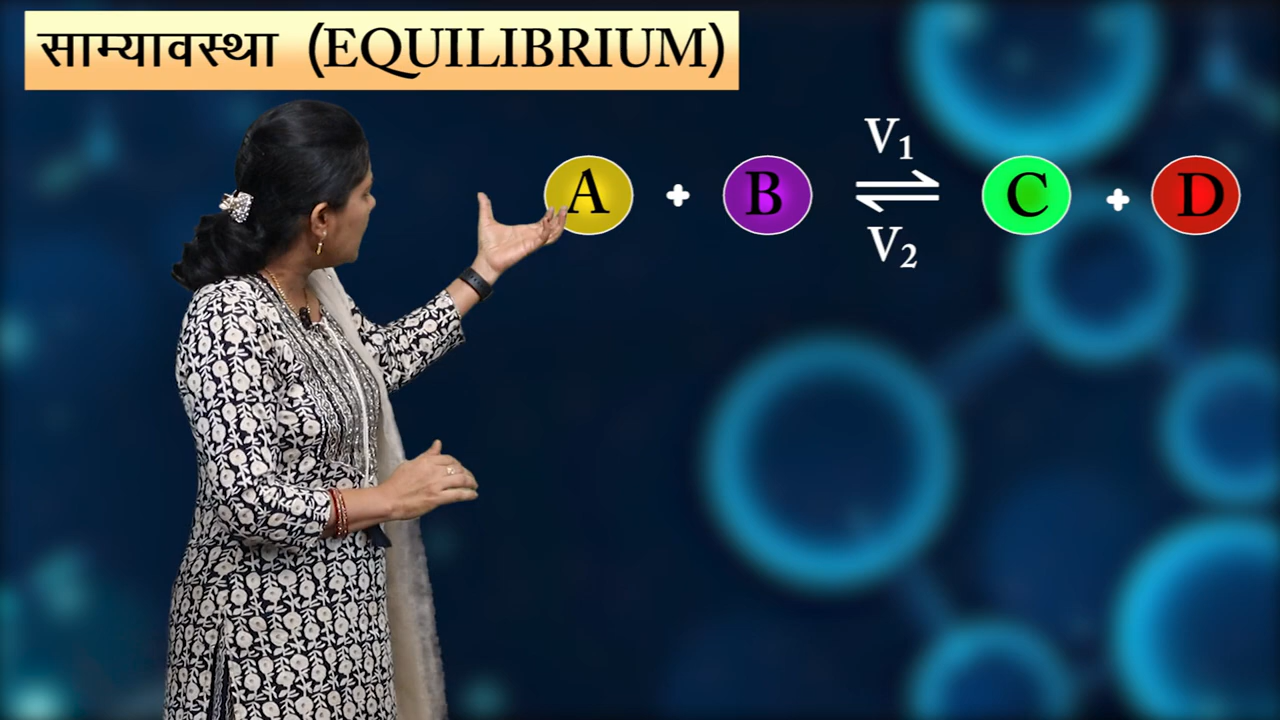 साम्यावस्था (EQUILIBRIUM)
V₁
A + B ⇌ C + D
V₂